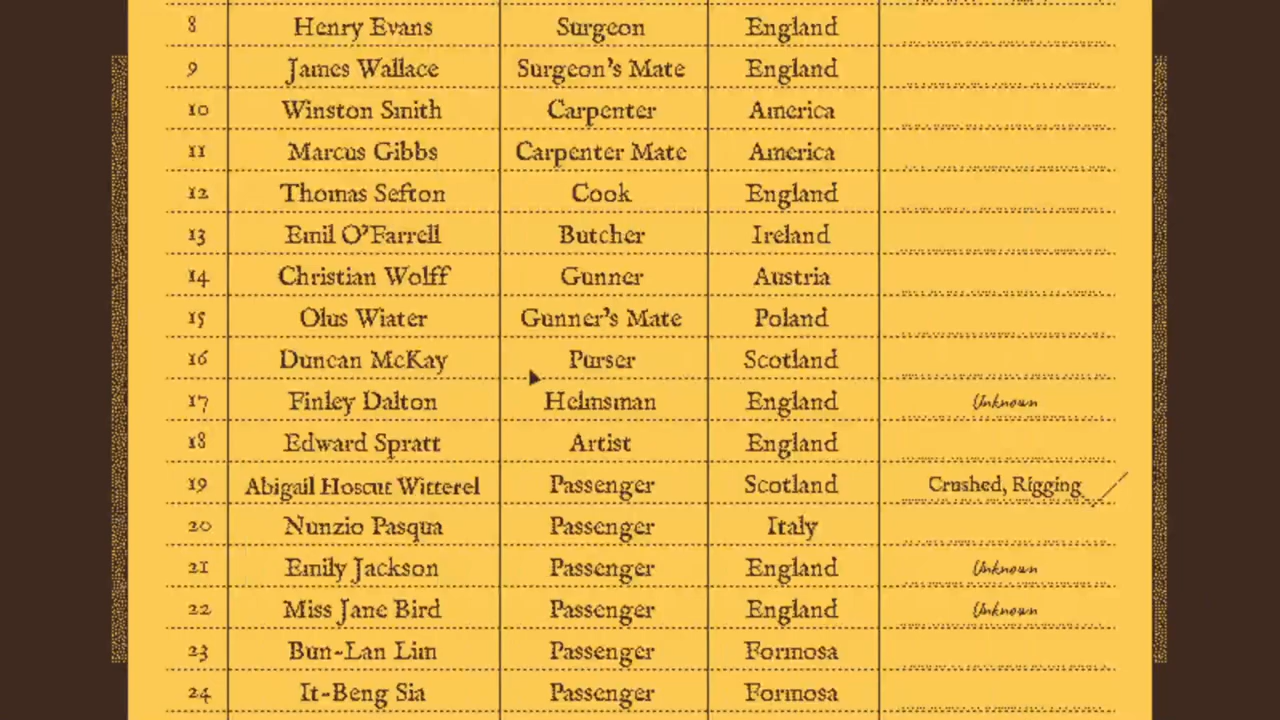 8 Henry Evans Surgeon England
9 James Wallace Surgeon's Mate England
10 Winston Smith Carpenter America
11 Marcus Gibbs Carpenter Mate America
12 Thomas Sefton Cook England
13 Emil O'Farrell Butcher Ireland
14 Christian Wolff Gunner Austria
15 Olus Wiater Gunner's Mate Poland
16 Duncan McKay Purser Scotland
17 Finley Dalton Helmsman England Unknown
18 Edward Spratt Artist England
19 Abigail Hoscut Witterel Passenger Scotland Crushed, Rigging
20 Nunzio Pasqua Passenger Italy
21 Emily Jackson Passenger England Unknown
22 Miss Jane Bird Passenger England Unknown
23 Bun-Lan Lim Passenger Formosa
24 It-Beng Sia Passenger Formosa